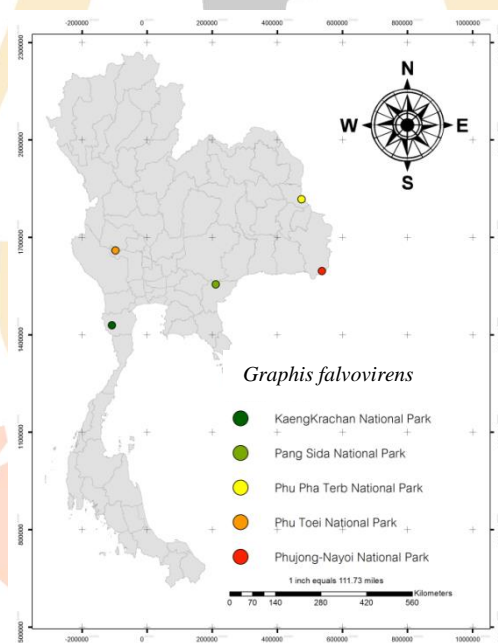 -200000 0 200000 400000 600000 800000 1000000
2300000
2000000
1700000
1400000
1100000
800000
500000
N
W E
S
Graphis falvovirens
KaengKrachan National Park
Pang Sida National Park
Phu Pha Terb National Park
Phu Toei National Park
Phujong-Nayoi National Park
1 inch equals 111.73 miles
Kilometers
0 70 140 280 420 560
-200000 0 200000 400000 600000 800000 1000000